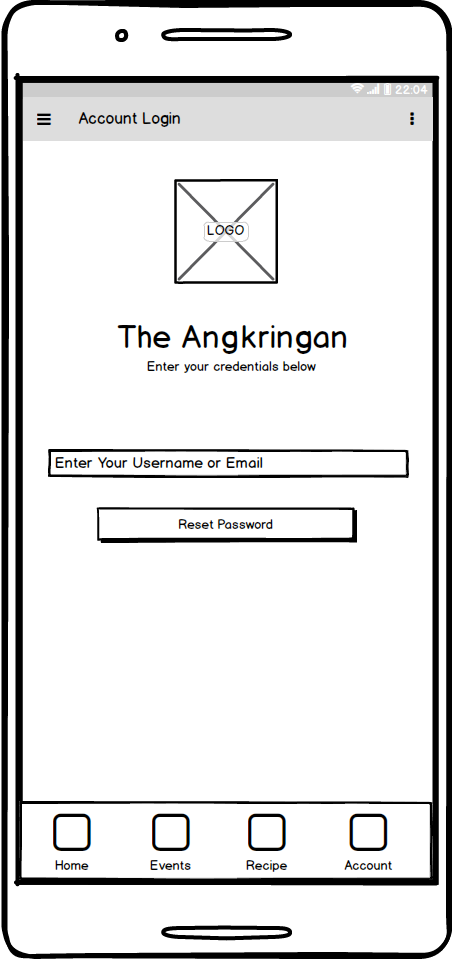 22:04
Account Login
LOGO
The Angkringan
Enter your credentials below
Enter Your Username or Email
Reset Password
Home Events Recipe Account